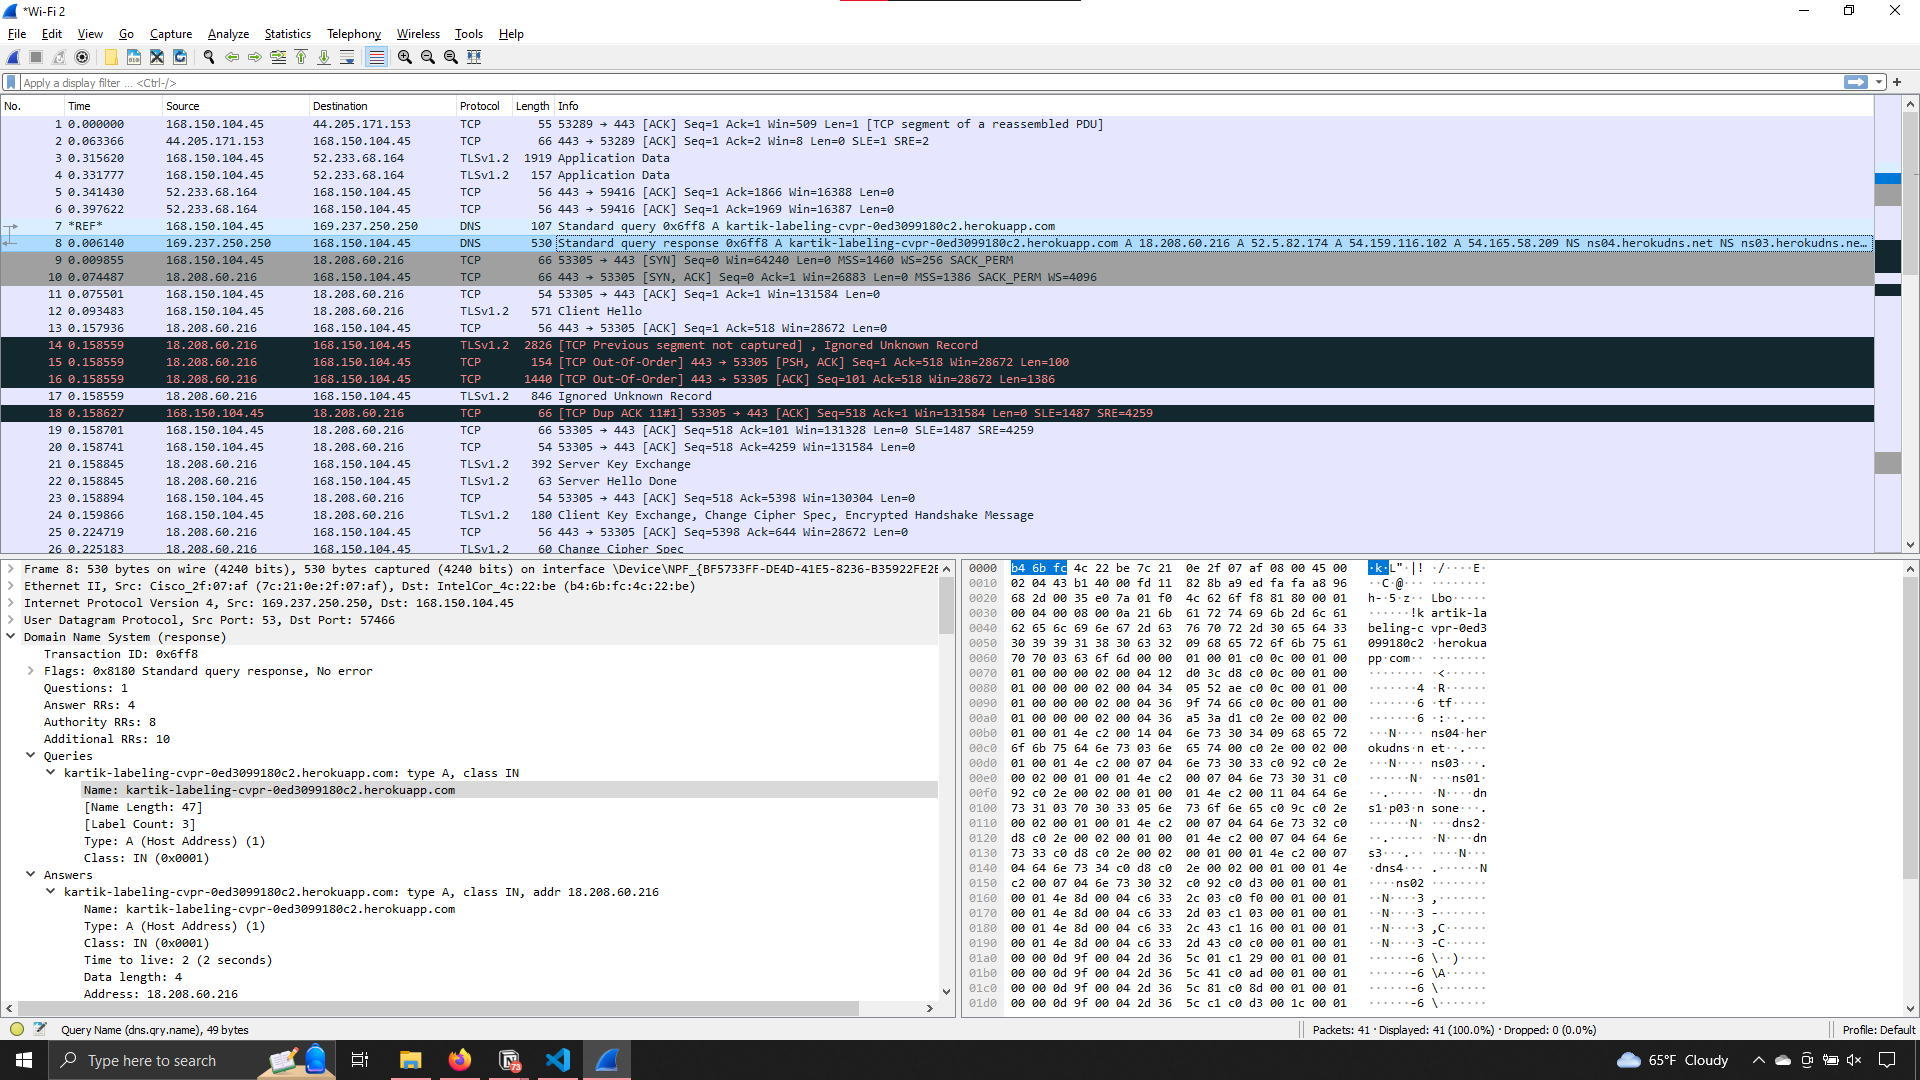 *Wi-Fi 2
File Edit View Go Capture Analyze Statistics Telephony Wireless Tools Help
Apply a display filter ... <Ctrl-/>
No. Time Source Destination Protocol Length Info
1 0.000000 168.150.104.45 44.205.171.153 TCP 55 53289 → 443 [ACK] Seq=1 Ack=1 Win=509 Len=1 [TCP segment of a reassembled PDU]
2 0.063366 44.205.171.153 168.150.104.45 TCP 66 443 → 53289 [ACK] Seq=1 Ack=2 Win=8 Len=0 SLE=1 SRE=2
3 0.315620 168.150.104.45 52.233.68.164 TLSv1.2 1919 Application Data
4 0.331777 168.150.104.45 52.233.68.164 TLSv1.2 157 Application Data
5 0.341430 52.233.68.164 168.150.104.45 TCP 56 443 → 59416 [ACK] Seq=1 Ack=1866 Win=16388 Len=0
6 0.397622 52.233.68.164 168.150.104.45 TCP 56 443 → 59416 [ACK] Seq=1 Ack=1969 Win=16387 Len=0
7 *REF* 168.150.104.45 169.237.250.250 DNS 107 Standard query 0x6ff8 A kartik-labeling-cvpr-0ed3099180c2.herokuapp.com
8 0.006140 169.237.250.250 168.150.104.45 DNS 530 Standard query response 0x6ff8 A kartik-labeling-cvpr-0ed3099180c2.herokuapp.com A 18.208.60.216 A 52.5.82.174 A 54.159.116.102 A 54.165.58.209 NS ns04.herokudns.net NS ns03.herokudns.ne…
9 0.009855 168.150.104.45 18.208.60.216 TCP 66 53305 → 443 [SYN] Seq=0 Win=64240 Len=0 MSS=1460 WS=256 SACK_PERM
10 0.074487 18.208.60.216 168.150.104.45 TCP 66 443 → 53305 [SYN, ACK] Seq=0 Ack=1 Win=26883 Len=0 MSS=1386 SACK_PERM WS=4096
11 0.075501 168.150.104.45 18.208.60.216 TCP 54 53305 → 443 [ACK] Seq=1 Ack=1 Win=131584 Len=0
12 0.093483 168.150.104.45 18.208.60.216 TLSv1.2 571 Client Hello
13 0.157936 18.208.60.216 168.150.104.45 TCP 56 443 → 53305 [ACK] Seq=1 Ack=518 Win=28672 Len=0
14 0.158559 18.208.60.216 168.150.104.45 TLSv1.2 2826 [TCP Previous segment not captured] , Ignored Unknown Record
15 0.158559 18.208.60.216 168.150.104.45 TCP 154 [TCP Out-Of-Order] 443 → 53305 [PSH, ACK] Seq=1 Ack=518 Win=28672 Len=100
16 0.158559 18.208.60.216 168.150.104.45 TCP 1440 [TCP Out-Of-Order] 443 → 53305 [ACK] Seq=101 Ack=518 Win=28672 Len=1386
17 0.158559 18.208.60.216 168.150.104.45 TLSv1.2 846 Ignored Unknown Record
18 0.158627 168.150.104.45 18.208.60.216 TCP 66 [TCP Dup ACK 11#1] 53305 → 443 [ACK] Seq=518 Ack=1 Win=131584 Len=0 SLE=1487 SRE=4259
19 0.158701 168.150.104.45 18.208.60.216 TCP 66 53305 → 443 [ACK] Seq=518 Ack=101 Win=131328 Len=0 SLE=1487 SRE=4259
20 0.158741 168.150.104.45 18.208.60.216 TCP 54 53305 → 443 [ACK] Seq=518 Ack=4259 Win=131584 Len=0
21 0.158845 18.208.60.216 168.150.104.45 TLSv1.2 392 Server Key Exchange
22 0.158845 18.208.60.216 168.150.104.45 TLSv1.2 63 Server Hello Done
23 0.158894 168.150.104.45 18.208.60.216 TCP 54 53305 → 443 [ACK] Seq=518 Ack=5398 Win=130304 Len=0
24 0.159866 168.150.104.45 18.208.60.216 TLSv1.2 180 Client Key Exchange, Change Cipher Spec, Encrypted Handshake Message
25 0.224719 18.208.60.216 168.150.104.45 TCP 56 443 → 53305 [ACK] Seq=5398 Ack=644 Win=28672 Len=0
26 0.225183 18.208.60.216 168.150.104.45 TLSv1.2 60 Change Cipher Spec
Frame 8: 530 bytes on wire (4240 bits), 530 bytes captured (4240 bits) on interface \Device\NPF_{BF5733FF-DE4D-41E5-8236-B35922FE2E
Ethernet II, Src: Cisco_2f:07:af (7c:21:0e:2f:07:af), Dst: IntelCor_4c:22:be (b4:6b:fc:4c:22:be)
Internet Protocol Version 4, Src: 169.237.250.250, Dst: 168.150.104.45
User Datagram Protocol, Src Port: 53, Dst Port: 57466
Domain Name System (response)
Transaction ID: 0x6ff8
Flags: 0x8180 Standard query response, No error
Questions: 1
Answer RRs: 4
Authority RRs: 8
Additional RRs: 10
Queries
kartik-labeling-cvpr-0ed3099180c2.herokuapp.com: type A, class IN
Name: kartik-labeling-cvpr-0ed3099180c2.herokuapp.com
[Name Length: 47]
[Label Count: 3]
Type: A (Host Address) (1)
Class: IN (0x0001)
Answers
kartik-labeling-cvpr-0ed3099180c2.herokuapp.com: type A, class IN, addr 18.208.60.216
Name: kartik-labeling-cvpr-0ed3099180c2.herokuapp.com
Type: A (Host Address) (1)
Class: IN (0x0001)
Time to live: 2 (2 seconds)
Data length: 4
Address: 18.208.60.216
0000 b4 6b fc 4c 22 be 7c 21 0e 2f 07 af 08 00 45 00 ·k·L"·|! ·/····E·
0010 02 04 43 b1 40 00 fd 11 82 8b a9 ed fa fa a8 96 ··C·@··· ········
0020 68 2d 00 35 e0 7a 01 f0 4c 62 6f f8 81 80 00 01 h-·5·z·· Lbo·····
0030 00 04 00 08 00 0a 21 6b 61 72 74 69 6b 2d 6c 61 ······!k artik-la
0040 62 65 6c 69 6e 67 2d 63 76 70 72 2d 30 65 64 33 beling-c vpr-0ed3
0050 30 39 39 31 38 30 63 32 09 68 65 72 6f 6b 75 61 099180c2 ·herokua
0060 70 70 03 63 6f 6d 00 00 01 00 01 c0 0c 00 01 00 pp·com·· ········
0070 01 00 00 00 02 00 04 12 d0 3c d8 c0 0c 00 01 00 ········ ·<······
0080 01 00 00 00 02 00 04 34 05 52 ae c0 0c 00 01 00 ·······4 ·R······
0090 01 00 00 00 02 00 04 36 9f 74 66 c0 0c 00 01 00 ·······6 ·tf·····
00a0 01 00 00 00 02 00 04 36 a5 3a d1 c0 2e 00 02 00 ·······6 ·:··.···
00b0 01 00 01 4e c2 00 14 04 6e 73 30 34 09 68 65 72 ···N···· ns04·her
00c0 6f 6b 75 64 6e 73 03 6e 65 74 00 c0 2e 00 02 00 okudns·n et··.···
00d0 01 00 01 4e c2 00 07 04 6e 73 30 33 c0 92 c0 2e ···N···· ns03···.
00e0 00 02 00 01 00 01 4e c2 00 07 04 6e 73 30 31 c0 ······N· ···ns01·
00f0 92 c0 2e 00 02 00 01 00 01 4e c2 00 11 04 64 6e ··.····· ·N····dn
0100 73 31 03 70 30 33 05 6e 73 6f 6e 65 c0 9c c0 2e s1·p03·n sone···.
0110 00 02 00 01 00 01 4e c2 00 07 04 64 6e 73 32 c0 ······N· ···dns2·
0120 d8 c0 2e 00 02 00 01 00 01 4e c2 00 07 04 64 6e ··.····· ·N····dn
0130 73 33 c0 d8 c0 2e 00 02 00 01 00 01 4e c2 00 07 s3···.·· ····N···
0140 04 64 6e 73 34 c0 d8 c0 2e 00 02 00 01 00 01 4e ·dns4··· .······N
0150 c2 00 07 04 6e 73 30 32 c0 92 c0 d3 00 01 00 01 ····ns02 ········
0160 00 01 4e 8d 00 04 c6 33 2c 03 c0 f0 00 01 00 01 ··N····3 ,·······
0170 00 01 4e 8d 00 04 c6 33 2d 03 c1 03 00 01 00 01 ··N····3 -·······
0180 00 01 4e 8d 00 04 c6 33 2c 43 c1 16 00 01 00 01 ··N····3 ,C······
0190 00 01 4e 8d 00 04 c6 33 2d 43 c0 c0 00 01 00 01 ··N····3 -C······
01a0 00 00 0d 9f 00 04 2d 36 5c 01 c1 29 00 01 00 01 ······-6 \··)····
01b0 00 00 0d 9f 00 04 2d 36 5c 41 c0 ad 00 01 00 01 ······-6 \A······
01c0 00 00 0d 9f 00 04 2d 36 5c 81 c0 8d 00 01 00 01 ······-6 \·······
01d0 00 00 0d 9f 00 04 2d 36 5c c1 c0 d3 00 1c 00 01 ······-6 \·······
Query Name (dns.qry.name), 49 bytes
Packets: 41 · Displayed: 41 (100.0%) · Dropped: 0 (0.0%)
Profile: Default
Type here to search
73
65°F Cloudy